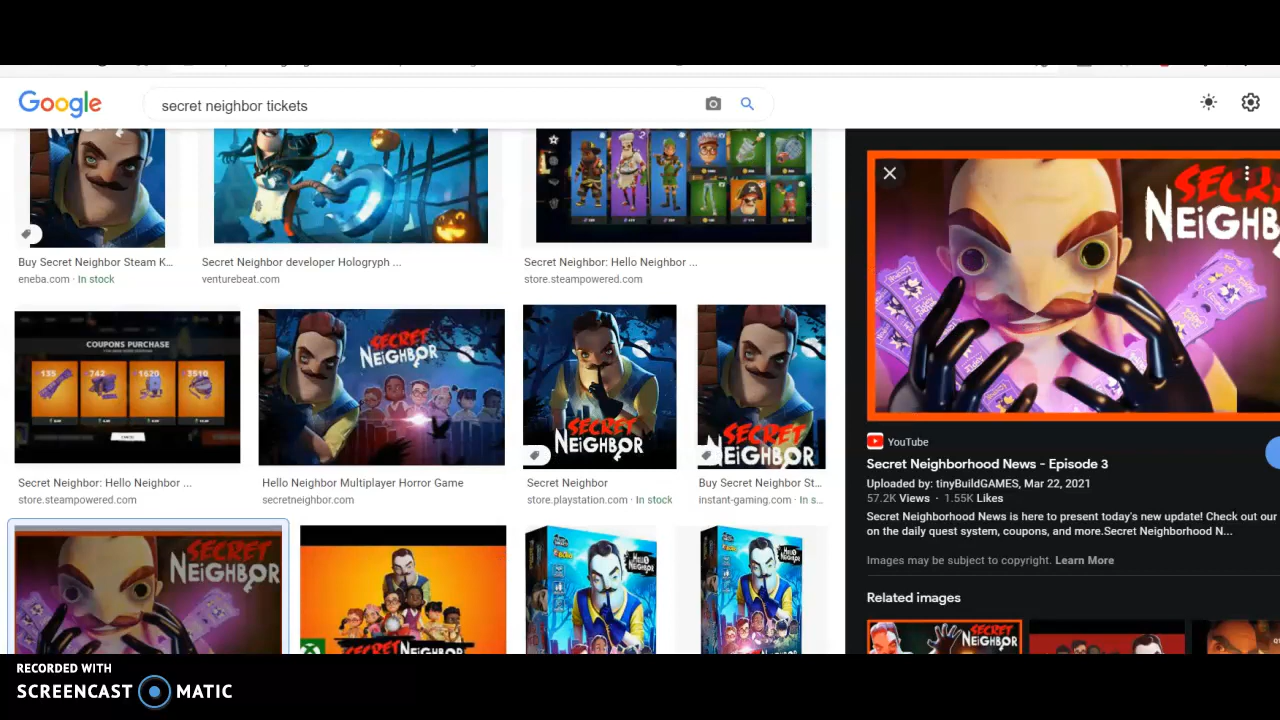 Google
secret neighbor tickets
Buy Secret Neighbor Steam K...
eneba.com · In stock
Secret Neighbor developer Hologryph ...
venturebeat.com
Secret Neighbor: Hello Neighbor ...
store.steampowered.com
COUPONS PURCHASE
135
742
1620
3510
SECRET
NEIGHBOR
SECRET
NEIGHBOR
SECRET
NEIGHBOR
Secret Neighbor: Hello Neighbor ...
store.steampowered.com
Hello Neighbor Multiplayer Horror Game
secretneighbor.com
Secret Neighbor
store.playstation.com · In stock
Buy Secret Neighbor St...
instant-gaming.com · In s...
SECRET
NEIGHBOR
SECRET NEIGHBOR
HELLO
NEIGHBOR
HELLO
NEIGHBOR
SECRET
NEIGHB
YouTube
Secret Neighborhood News - Episode 3
Uploaded by: tinyBuildGAMES, Mar 22, 2021
57.2K Views · 1.55K Likes
Secret Neighborhood News is here to present today's new update! Check out our
on the daily quest system, coupons, and more.Secret Neighborhood N...
Images may be subject to copyright. Learn More
Related images
SECRET
NEIGHBOR
RECORDED WITH
SCREENCAST MATIC